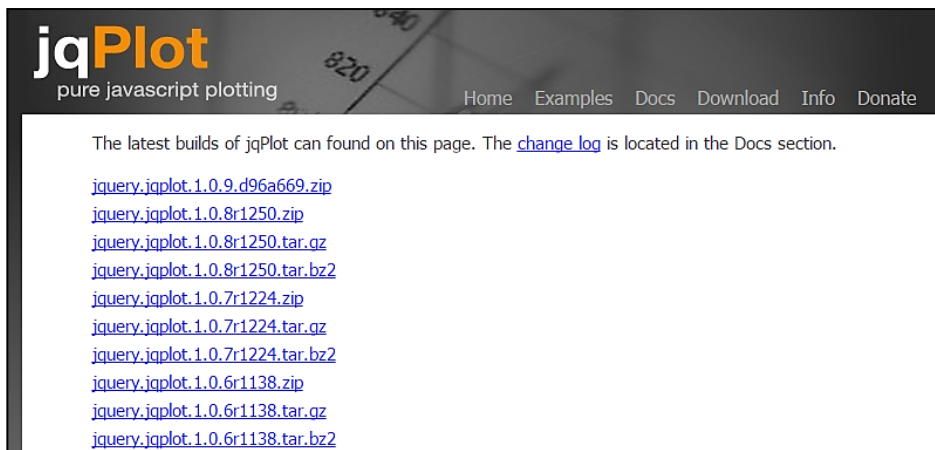 840
820
jqPlot
pure javascript plotting
Home Examples Docs Download Info Donate
The latest builds of jqPlot can found on this page. The change log is located in the Docs section.
jquery.jqplot.1.0.9.d96a669.zip
jquery.jqplot.1.0.8r1250.zip
jquery.jqplot.1.0.8r1250.tar.gz
jquery.jqplot.1.0.8r1250.tar.bz2
jquery.jqplot.1.0.7r1224.zip
jquery.jqplot.1.0.7r1224.tar.gz
jquery.jqplot.1.0.7r1224.tar.bz2
jquery.jqplot.1.0.6r1138.zip
jquery.jqplot.1.0.6r1138.tar.gz
jquery.jqplot.1.0.6r1138.tar.bz2